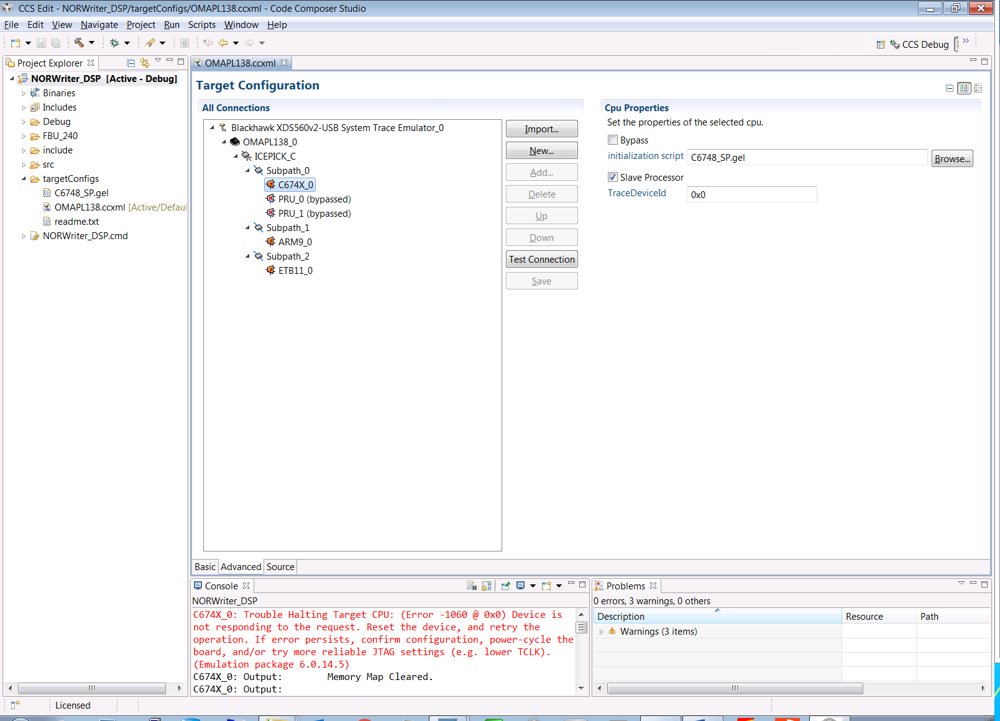 CCS Edit - NORWriter_DSP/targetConfigs/OMAPL138.ccxml - Code Composer Studio
File Edit View Navigate Project Run Scripts Window Help
CCS Debug
Project Explorer
NORWriter_DSP [Active - Debug]
Binaries
Includes
Debug
FBU_240
include
src
targetConfigs
C6748_SP.gel
OMAPL138.ccxml [Active/Defaul
readme.txt
NORWriter_DSP.cmd
OMAPL138.ccxml
Target Configuration
All Connections
Blackhawk XDS560v2-USB System Trace Emulator_0
OMAPL138_0
ICEPICK_C
Subpath_0
C674X_0
PRU_0 (bypassed)
PRU_1 (bypassed)
Subpath_1
ARM9_0
Subpath_2
ETB11_0
Import...
New...
Add...
Delete
Up
Down
Test Connection
Save
Cpu Properties
Set the properties of the selected cpu.
Bypass
initialization script C6748_SP.gel Browse...
Slave Processor
TraceDeviceId 0x0
Basic Advanced Source
Console
NORWriter_DSP
C674X_0: Trouble Halting Target CPU: (Error -1060 @ 0x0) Device is
not responding to the request. Reset the device, and retry the
operation. If error persists, confirm configuration, power-cycle the
board, and/or try more reliable JTAG settings (e.g. lower TCLK).
(Emulation package 6.0.14.5)
C674X_0: Output: Memory Map Cleared.
C674X_0: Output:
Problems
0 errors, 3 warnings, 0 others
Description Resource Path
Warnings (3 items)
Licensed